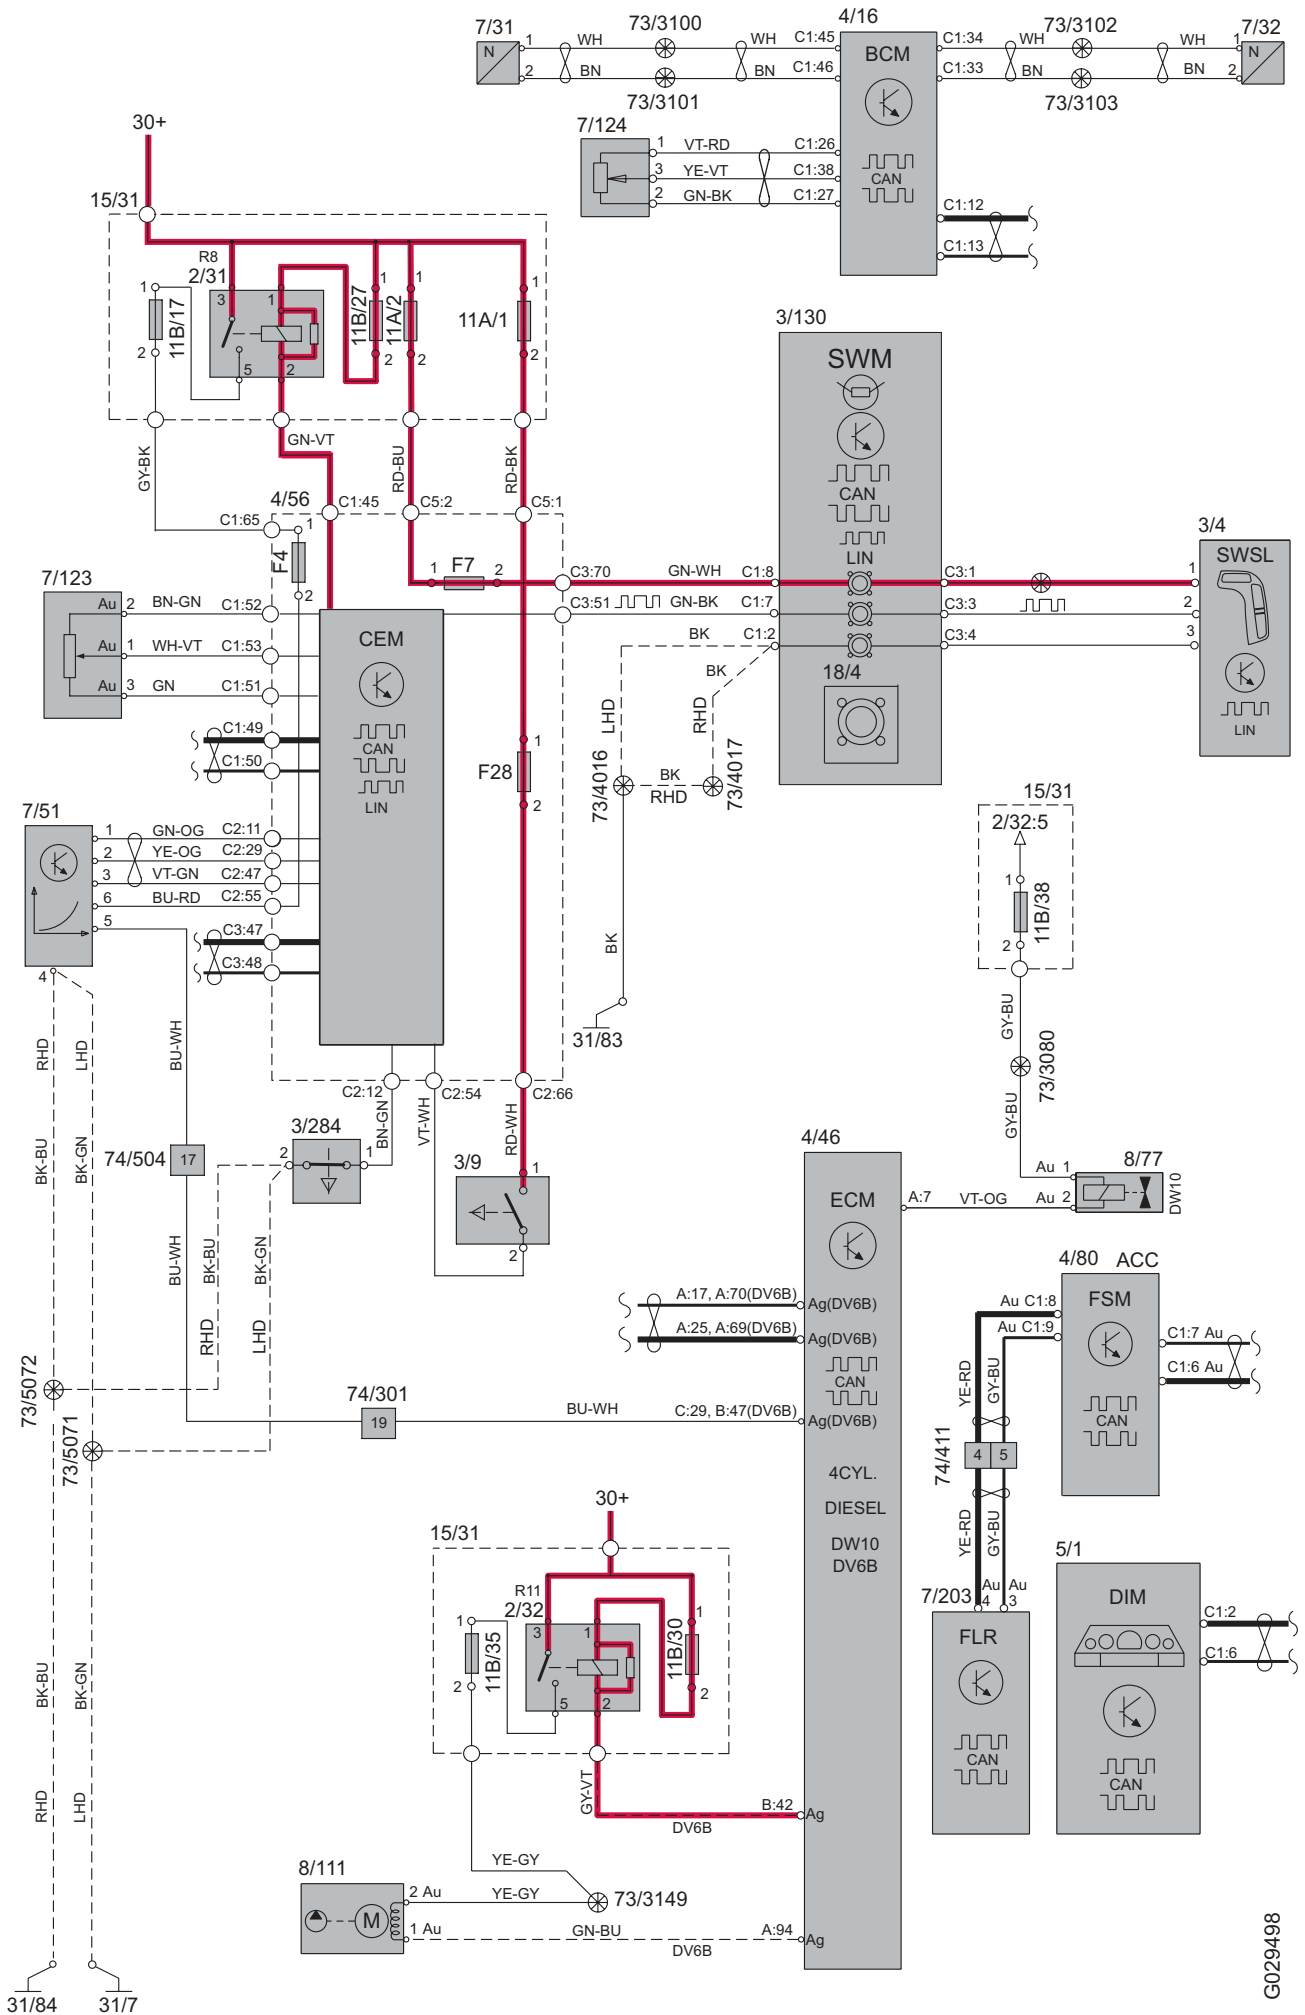 7/31
73/3100
4/16
73/3102
7/32
N
1
WH
WH
C1:45
BCM
C1:34
WH
WH
1
N
2
BN
BN
C1:46
C1:33
BN
BN
2
73/3101
73/3103
7/124
1
VT-RD
C1:26
3
YE-VT
C1:38
CAN
2
GN-BK
C1:27
C1:12
C1:13
30+
15/31
R8
2/31
1
3
1
1
1
1
11B/17
11B/27
11A/2
11A/1
2
5
2
2
2
2
GN-VT
GY-BK
RD-BU
RD-BK
4/56
C1:45
C5:2
C5:1
C1:65
1
F4
2
1
F7
2
C3:70
GN-WH
C1:8
C3:1
1
C3:51
GN-BK
C1:7
C3:3
2
BK
C1:2
C3:4
3
3/130
SWM
CAN
LIN
18/4
3/4
SWSL
LIN
7/123
Au
2
BN-GN
C1:52
Au
1
WH-VT
C1:53
Au
3
GN
C1:51
CEM
CAN
LIN
C1:49
C1:50
BK
LHD
RHD
BK
RHD
73/4016
73/4017
1
F28
2
7/51
1
GN-OG
C2:11
2
YE-OG
C2:29
3
VT-GN
C2:47
6
BU-RD
C2:55
5
4
C3:47
C3:48
BK
31/83
15/31
2/32:5
1
11B/38
2
GY-BU
73/3080
GY-BU
RHD
LHD
BU-WH
C2:12
C2:54
C2:66
BN-GN
VT-WH
RD-WH
3/284
2
1
74/504
17
BK-BU
BK-GN
3/9
1
2
4/46
ECM
A:7
VT-OG
Au
1
Au
2
8/77
DW10
BU-WH
BK-BU
BK-GN
RHD
LHD
4/80
ACC
FSM
Au C1:8
Au C1:9
C1:7 Au
C1:6 Au
CAN
A:17, A:70(DV6B)
Ag(DV6B)
A:25, A:69(DV6B)
Ag(DV6B)
CAN
YE-RD
GY-BU
73/5072
74/301
19
BU-WH
C:29, B:47(DV6B)
Ag(DV6B)
73/5071
74/411
4
5
4CYL.
DIESEL
DW10
DV6B
YE-RD
GY-BU
30+
15/31
R11
2/32
1
3
1
1
11B/35
11B/30
2
5
2
2
7/203
Au
4
Au
3
FLR
CAN
5/1
DIM
C1:2
C1:6
CAN
BK-BU
BK-GN
GY-VT
B:42
Ag
DV6B
RHD
LHD
YE-GY
8/111
2 Au
YE-GY
73/3149
M
1 Au
GN-BU
A:94
Ag
DV6B
31/84
31/7
G029498